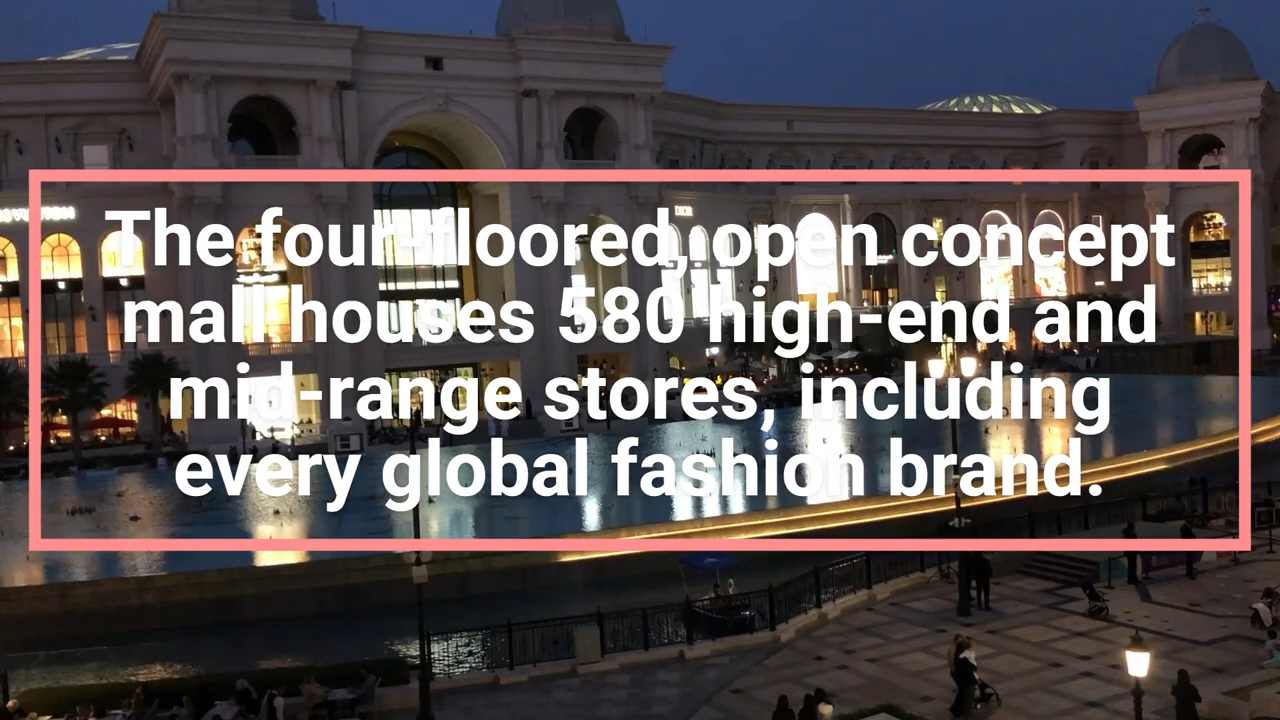 DIOR
The four-floored, open concept
mall houses 580 high-end and
mid-range stores, including
every global fashion brand.